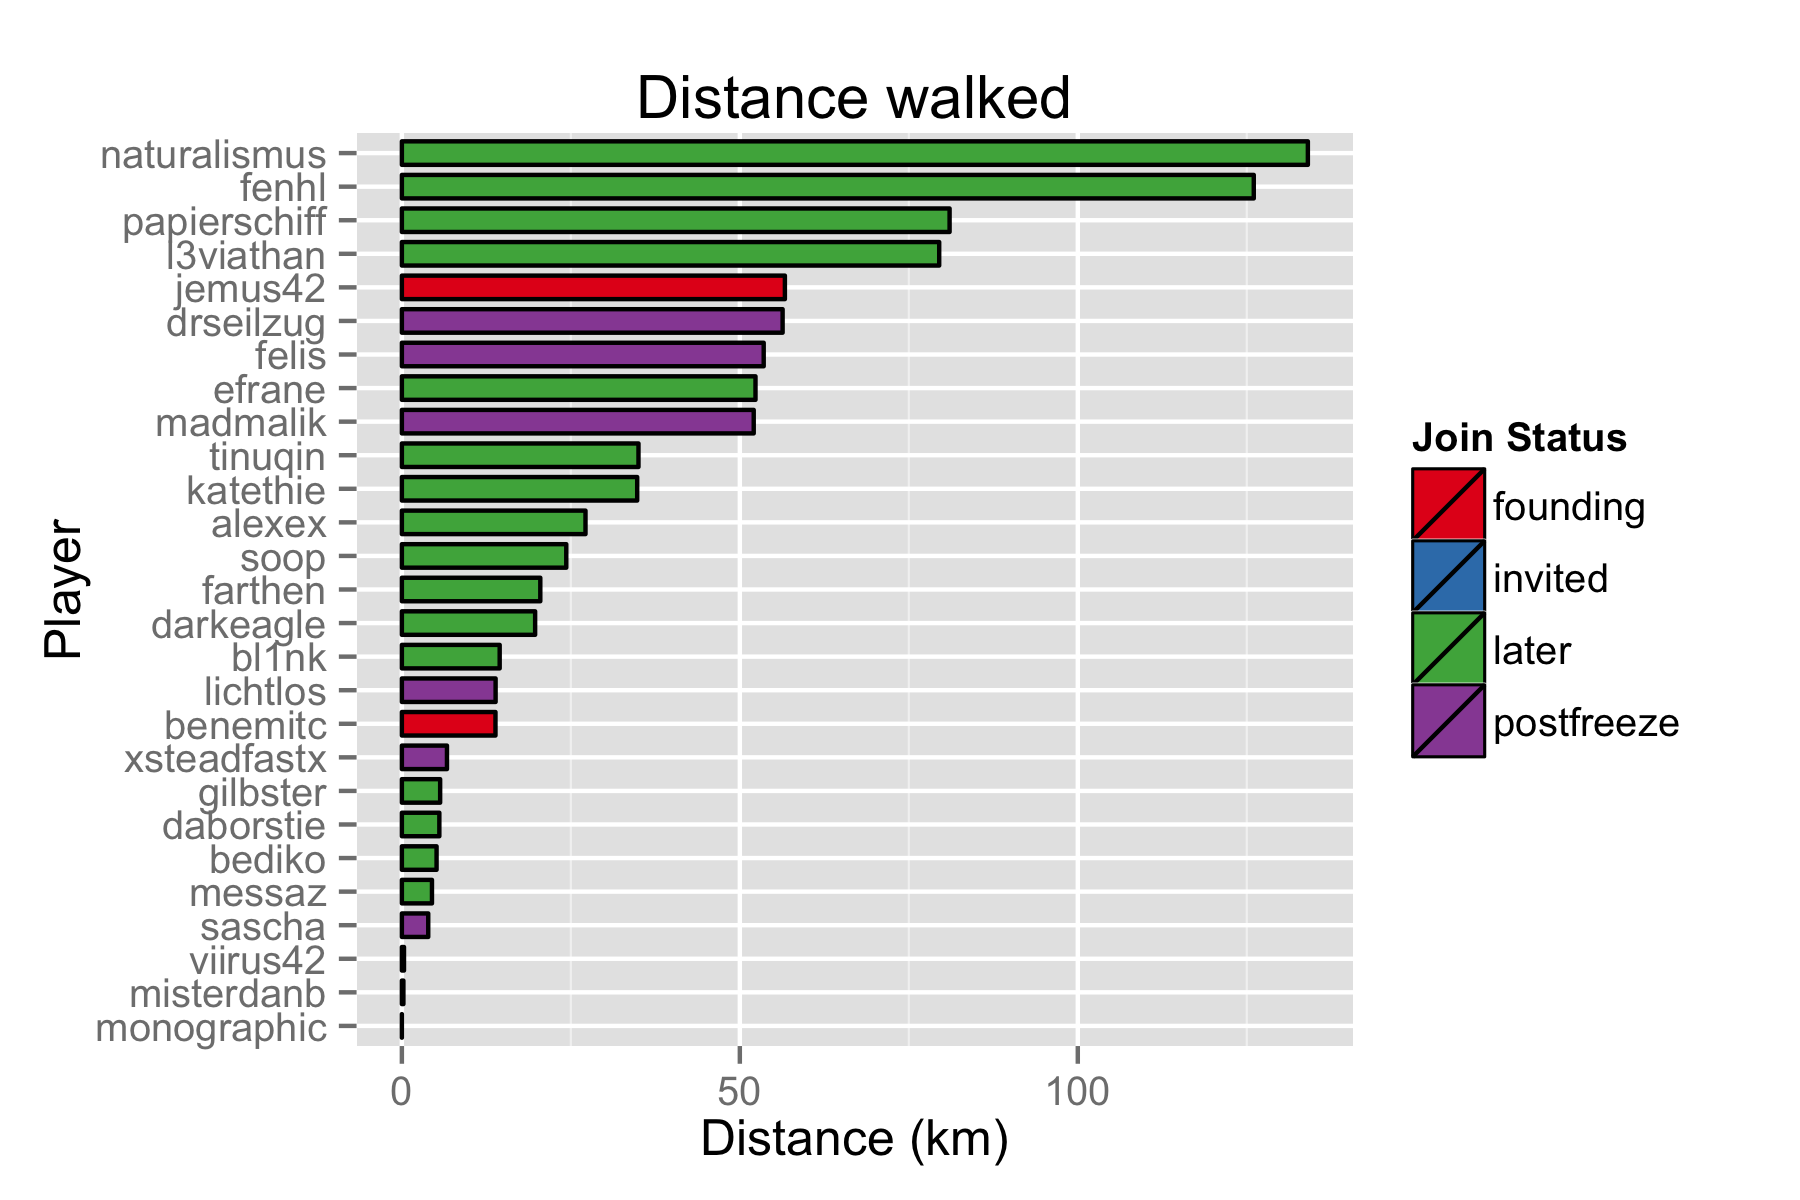 Distance walked
naturalismus
fenhl
papierschiff
l3viathan
jemus42
drseilzug
felis
efrane
madmalik
tinuqin
katethie
alexex
soop
farthen
darkeagle
bl1nk
lichtlos
benemitc
xsteadfastx
gilbster
daborstie
bediko
messaz
sascha
viirus42
misterdanb
monographic
Player
0 50 100
Distance (km)
Join Status
founding
invited
later
postfreeze